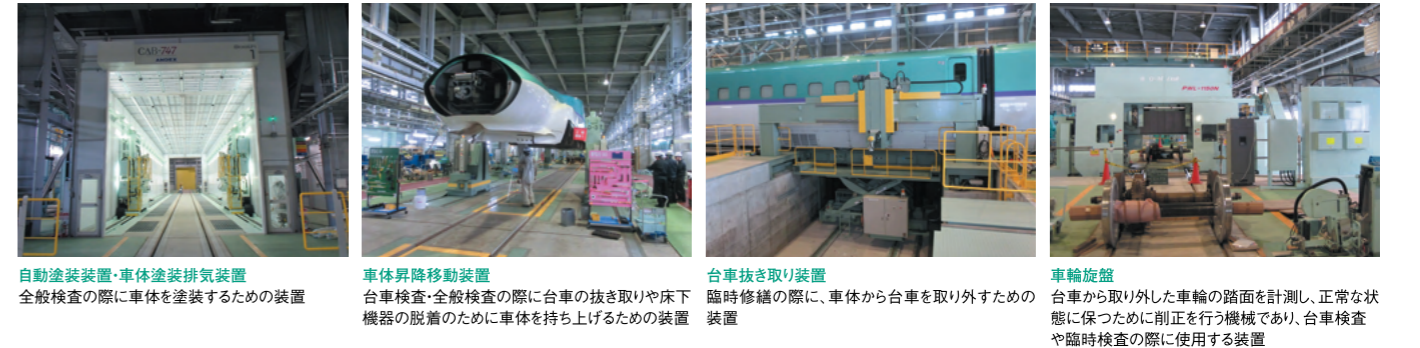 CAB-747
自動塗装装置・車体塗装排気装置
全般検査の際に車体を塗装するための装置
車体昇降移動装置
台車検査・全般検査の際に台車の抜き取りや床下
機器の脱着のために車体を持ち上げるための装置
台車抜き取り装置
臨時修繕の際に、車体から台車を取り外すための
装置
車輪旋盤
台車から取り外した車輪の踏面を計測し、正常な状
態に保つために削正を行う機械であり、台車検査
や臨時検査の際に使用する装置